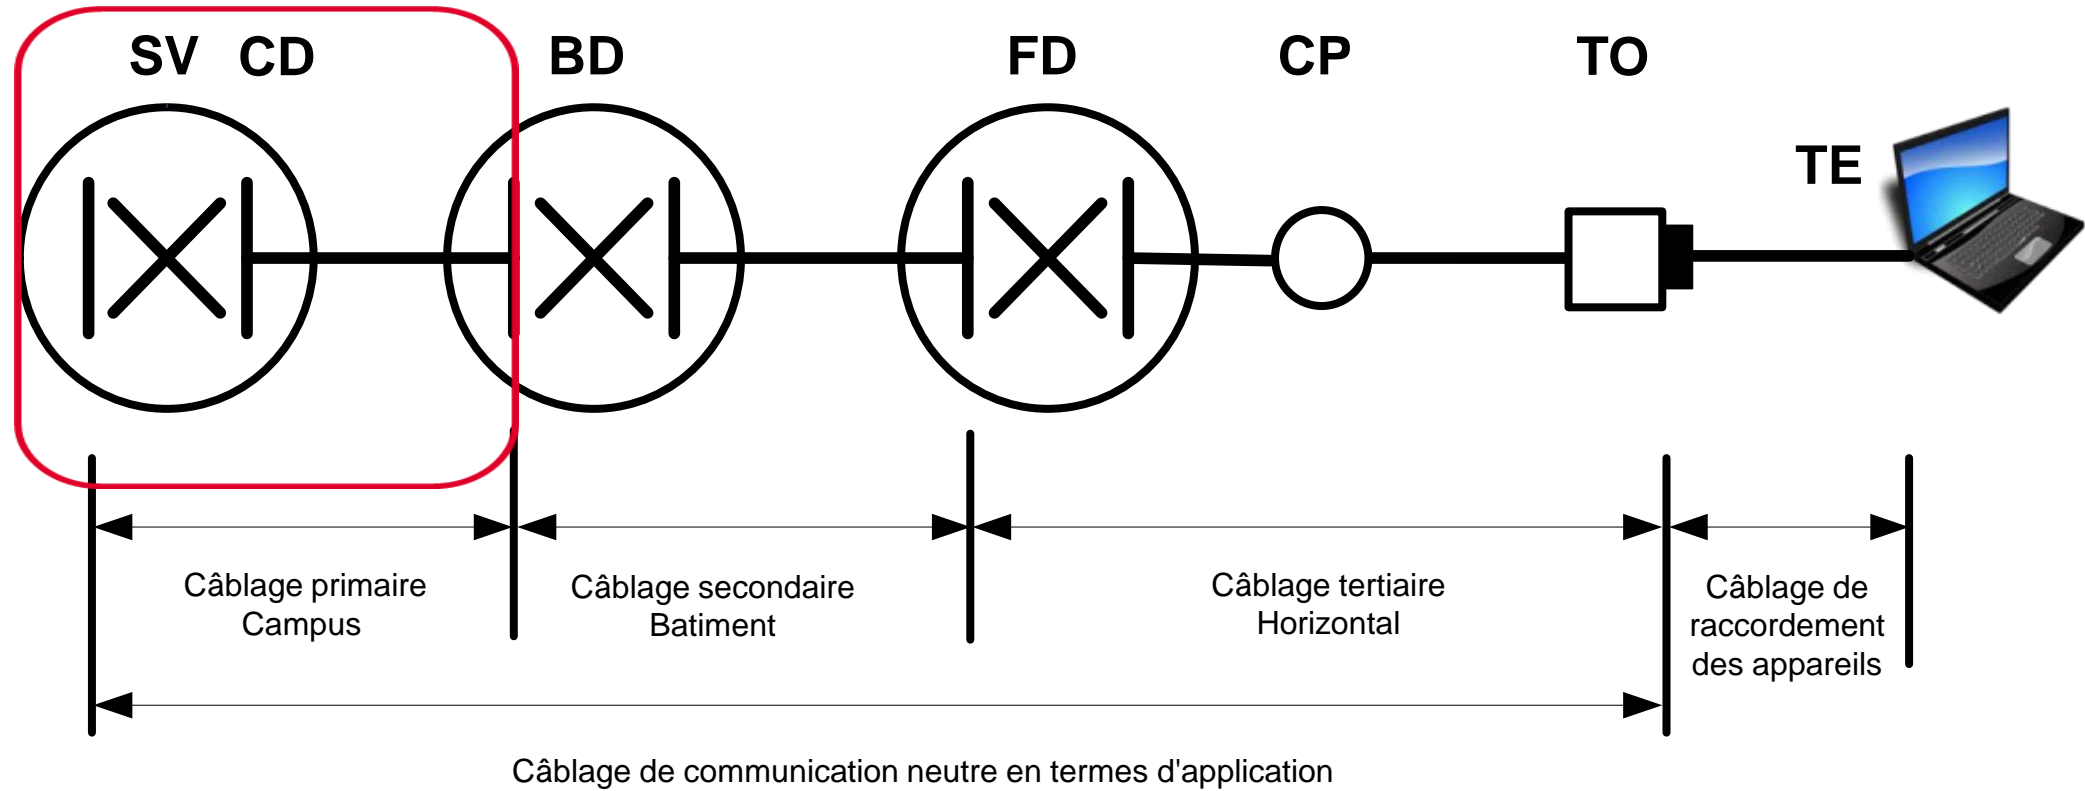 SV CD BD FD CP TO
TE
Câblage primaire
Campus
Câblage secondaire
Batiment
Câblage tertiaire
Horizontal
Câblage de
raccordement
des appareils
Câblage de communication neutre en termes d'application